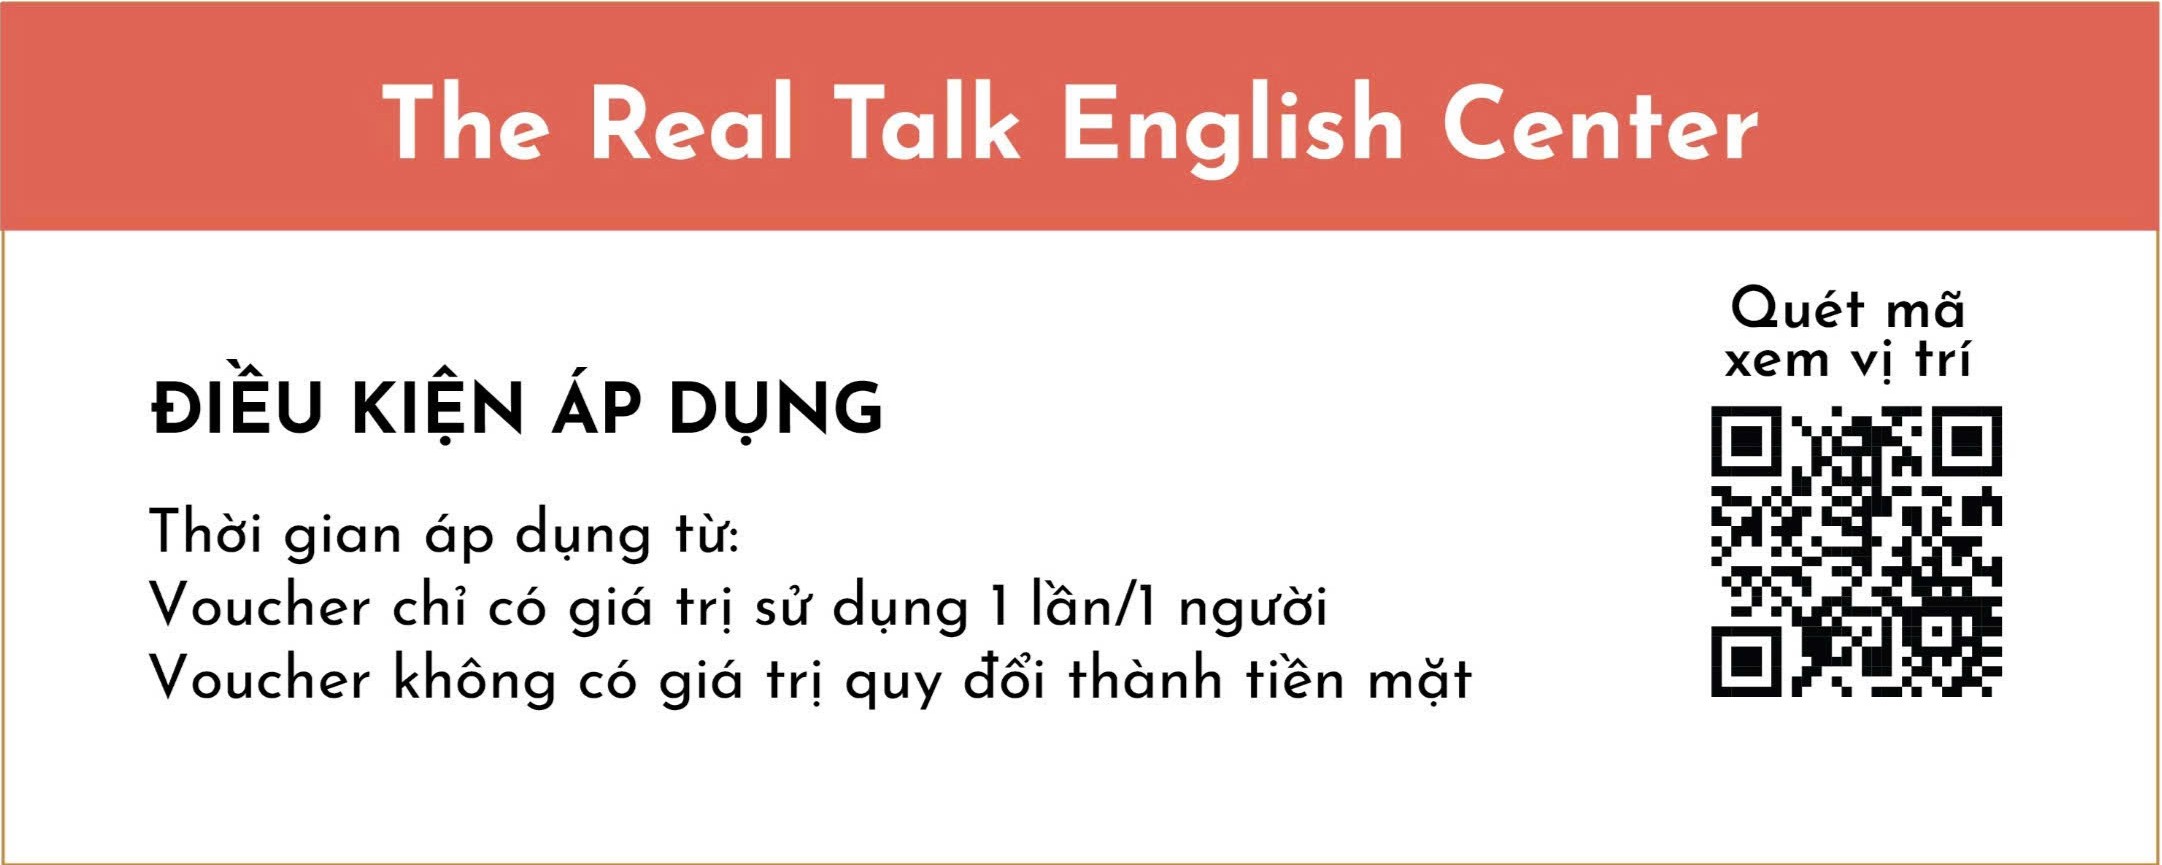 The Real Talk English Center
Quét mã
xem vị trí
ĐIỀU KIỆN ÁP DỤNG
Thời gian áp dụng từ:
Voucher chỉ có giá trị sử dụng 1 lần/1 người
Voucher không có giá trị quy đổi thành tiền mặt